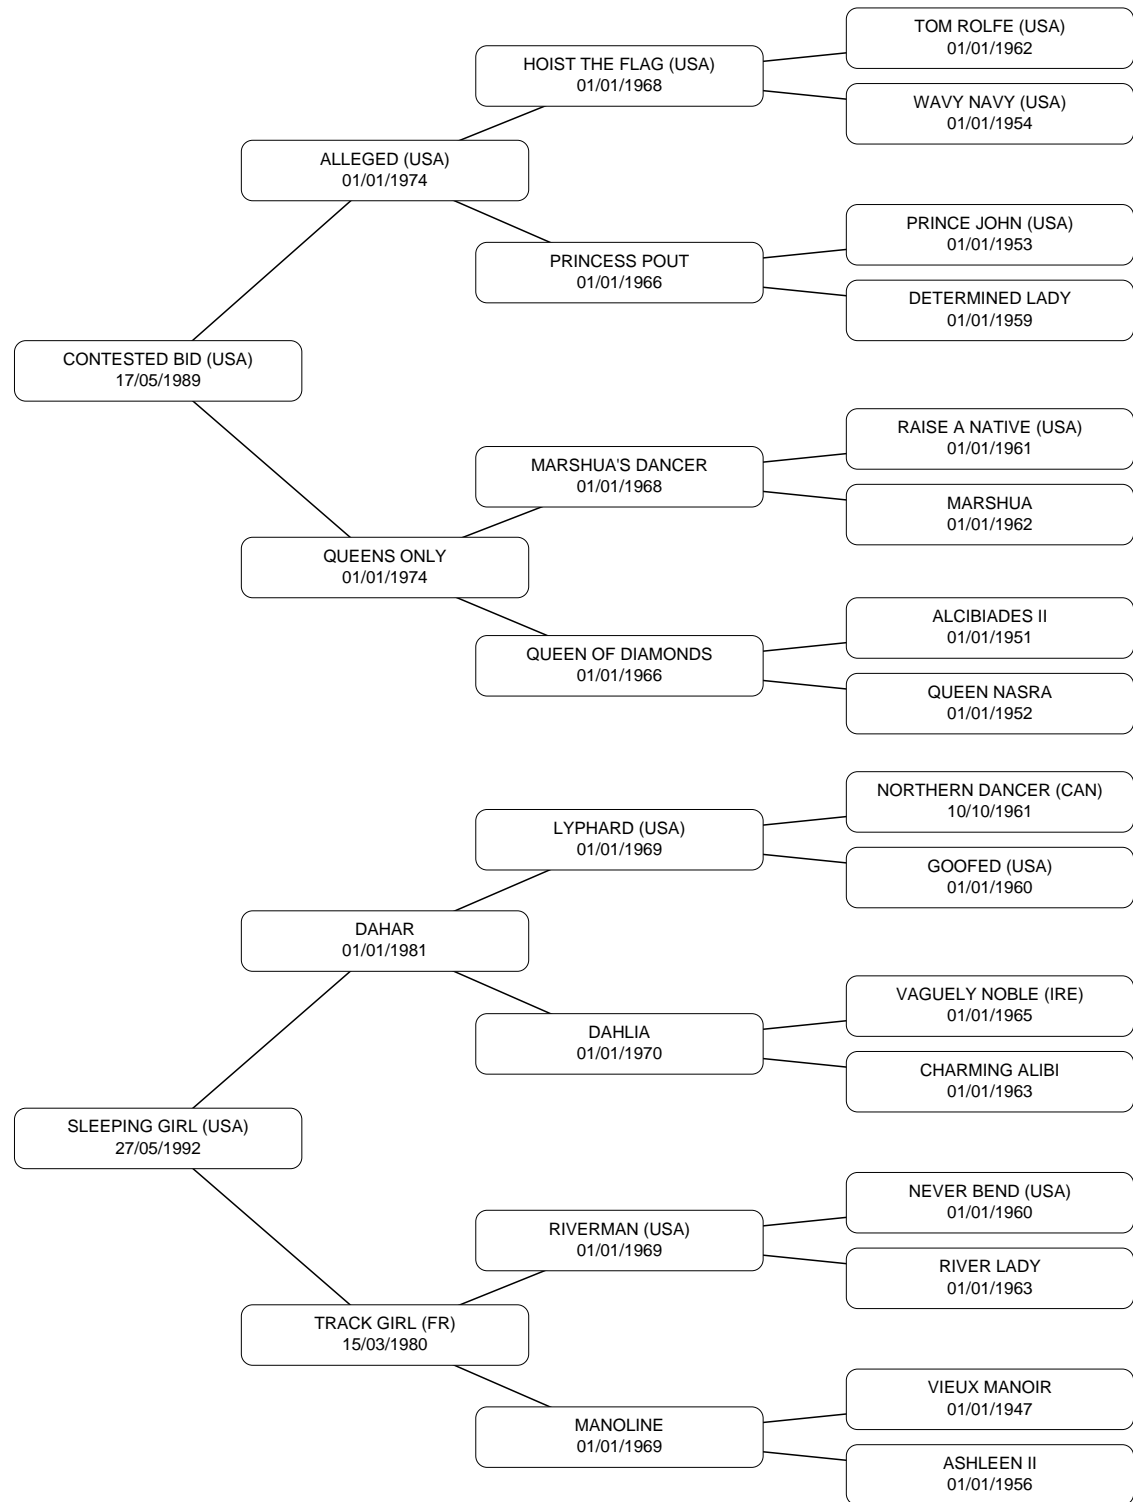 TOM ROLFE (USA)
01/01/1962
HOIST THE FLAG (USA)
01/01/1968
WAVY NAVY (USA)
01/01/1954
ALLEGED (USA)
01/01/1974
PRINCE JOHN (USA)
01/01/1953
PRINCESS POUT
01/01/1966
DETERMINED LADY
01/01/1959
CONTESTED BID (USA)
17/05/1989
RAISE A NATIVE (USA)
01/01/1961
MARSHUA'S DANCER
01/01/1968
MARSHUA
01/01/1962
QUEENS ONLY
01/01/1974
ALCIBIADES II
01/01/1951
QUEEN OF DIAMONDS
01/01/1966
QUEEN NASRA
01/01/1952
NORTHERN DANCER (CAN)
10/10/1961
LYPHARD (USA)
01/01/1969
GOOFED (USA)
01/01/1960
DAHAR
01/01/1981
VAGUELY NOBLE (IRE)
01/01/1965
DAHLIA
01/01/1970
CHARMING ALIBI
01/01/1963
SLEEPING GIRL (USA)
27/05/1992
NEVER BEND (USA)
01/01/1960
RIVERMAN (USA)
01/01/1969
RIVER LADY
01/01/1963
TRACK GIRL (FR)
15/03/1980
VIEUX MANOIR
01/01/1947
MANOLINE
01/01/1969
ASHLEEN II
01/01/1956